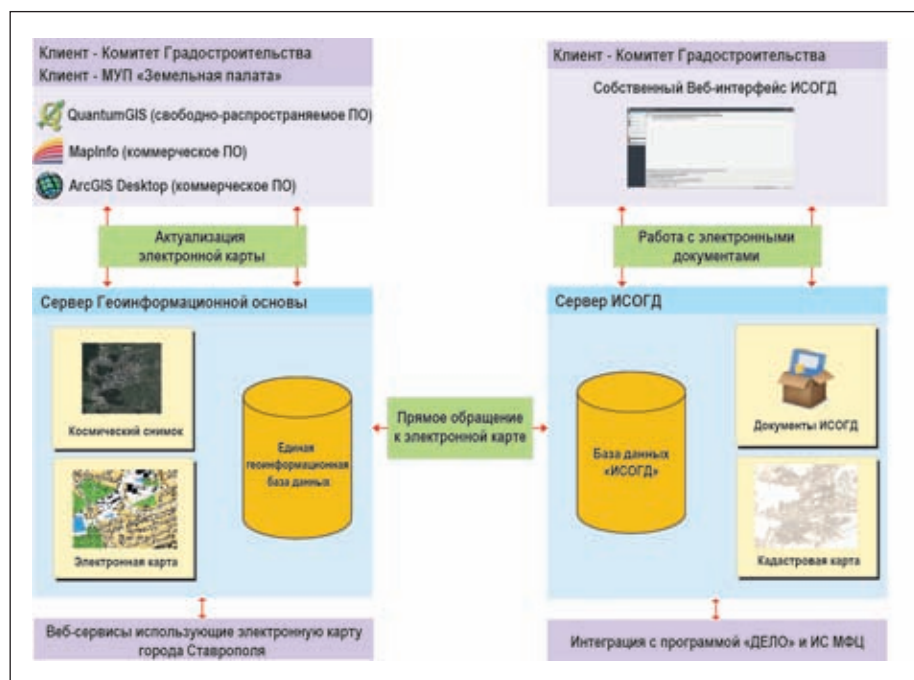 Клиент - Комитет Градостроительства
Клиент - МУП «Земельная палата»
QuantumGIS (свободно-распространяемое ПО)
MapInfo (коммерческое ПО)
ArcGIS Desktop (коммерческое ПО)
Актуализация
электронной карты
Сервер Геоинформационной основы
Космический снимок
Электронная карта
Единая
геоинформационная
база данных
Веб-сервисы использующие электронную карту
города Ставрополя
Прямое обращение
к электронной карте
Клиент - Комитет Градостроительства
Собственный Веб-интерфейс ИСОГД
Работа с электронными
документами
Сервер ИСОГД
База данных
«ИСОГД»
Документы ИСОГД
Кадастровая карта
Интеграция с программой «ДЕЛО» и ИС МФЦ